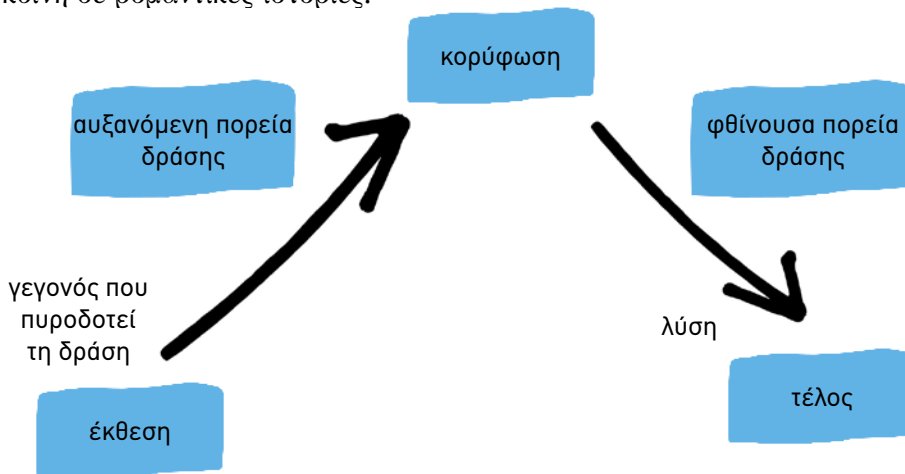 κορύφωση
αυξανόμενη πορεία
δράσης
φθίνουσα πορεία
δράσης
γεγονός που
πυροδοτεί
τη δράση
λύση
έκθεση
τέλος